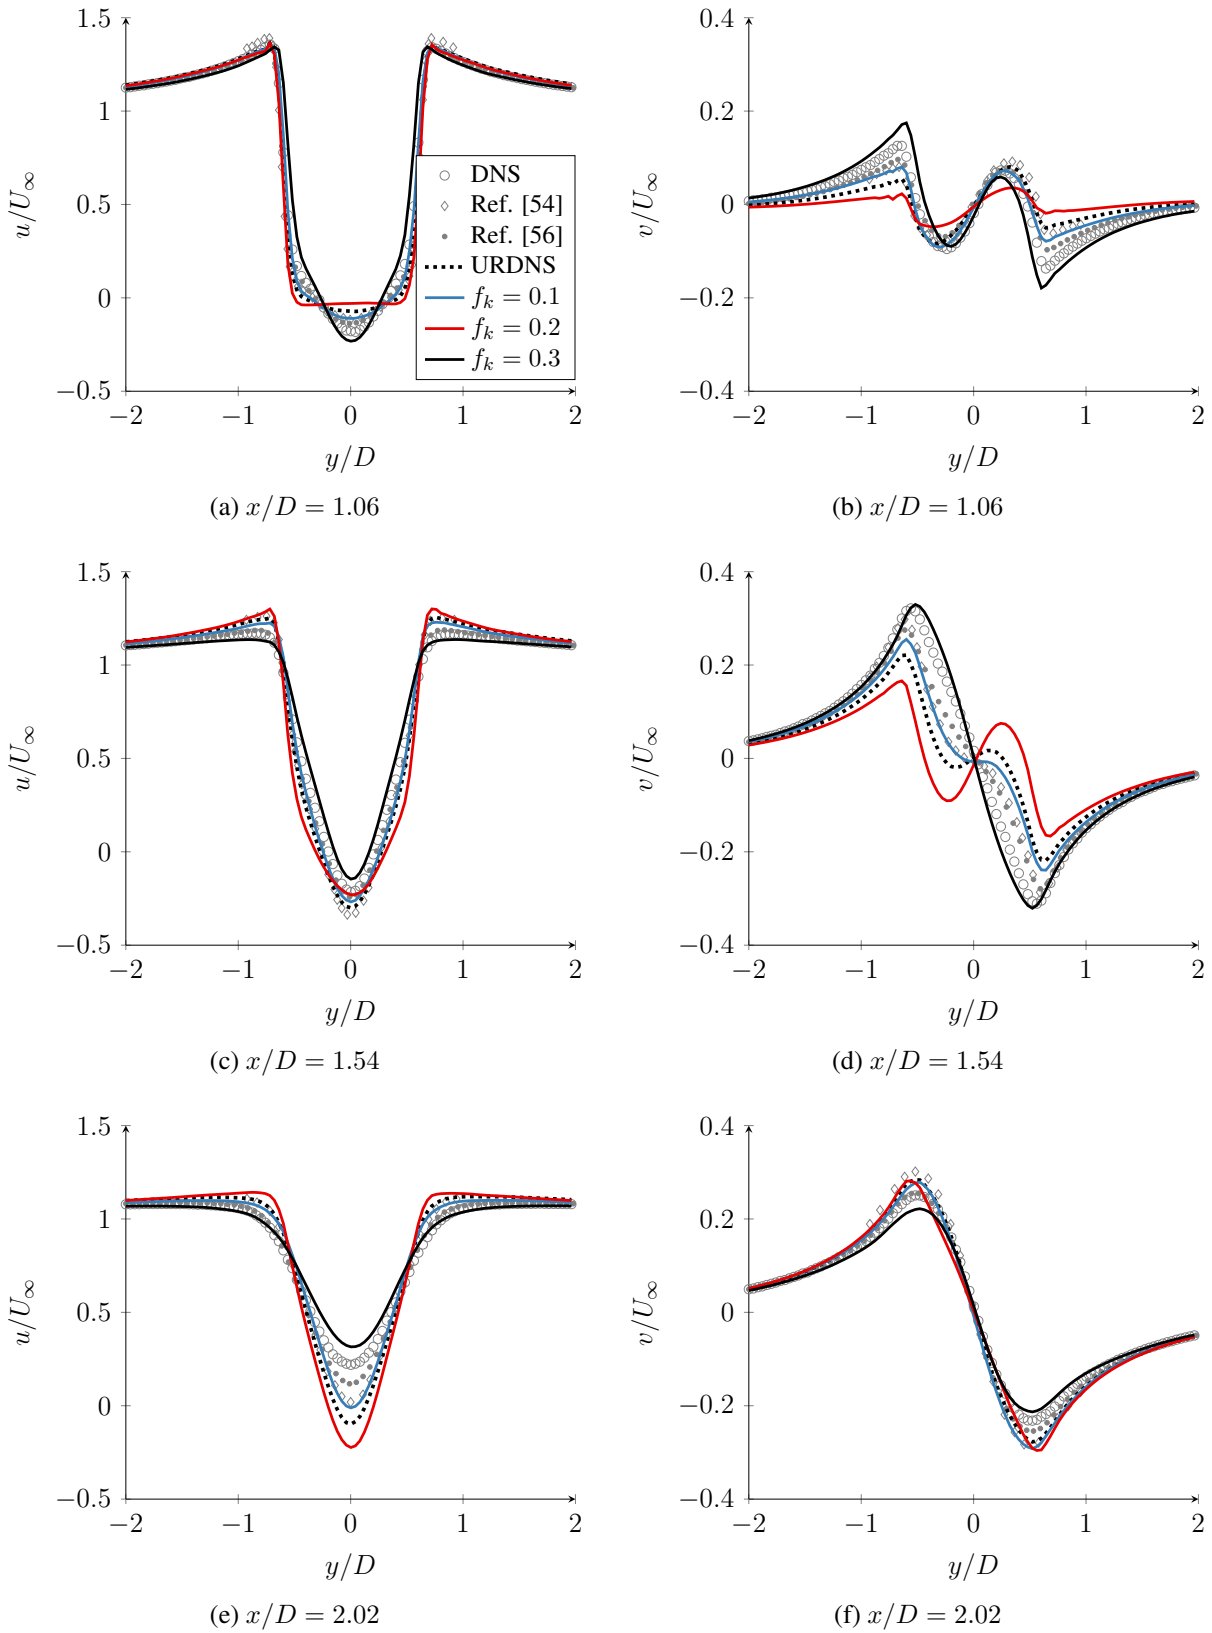 1.5
1
0.5
0
−0.5
u/U∞
−2 −1 0 1 2
y/D
DNS
Ref. [54]
Ref. [56]
URDNS
f_k = 0.1
f_k = 0.2
f_k = 0.3
(a) x/D = 1.06
0.4
0.2
0
−0.2
−0.4
v/U∞
−2 −1 0 1 2
y/D
(b) x/D = 1.06
1.5
1
0.5
0
−0.5
u/U∞
−2 −1 0 1 2
y/D
(c) x/D = 1.54
0.4
0.2
0
−0.2
−0.4
v/U∞
−2 −1 0 1 2
y/D
(d) x/D = 1.54
1.5
1
0.5
0
−0.5
u/U∞
−2 −1 0 1 2
y/D
(e) x/D = 2.02
0.4
0.2
0
−0.2
−0.4
v/U∞
−2 −1 0 1 2
y/D
(f) x/D = 2.02